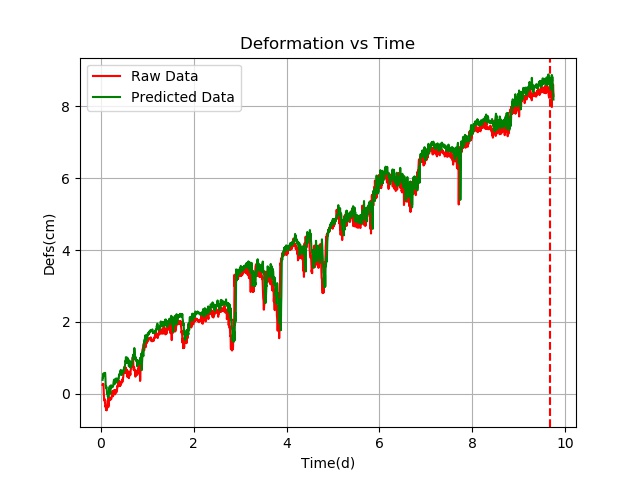 Deformation vs Time
Raw Data
Predicted Data
Defs(cm)
8
6
4
2
0
0 2 4 6 8 10
Time(d)